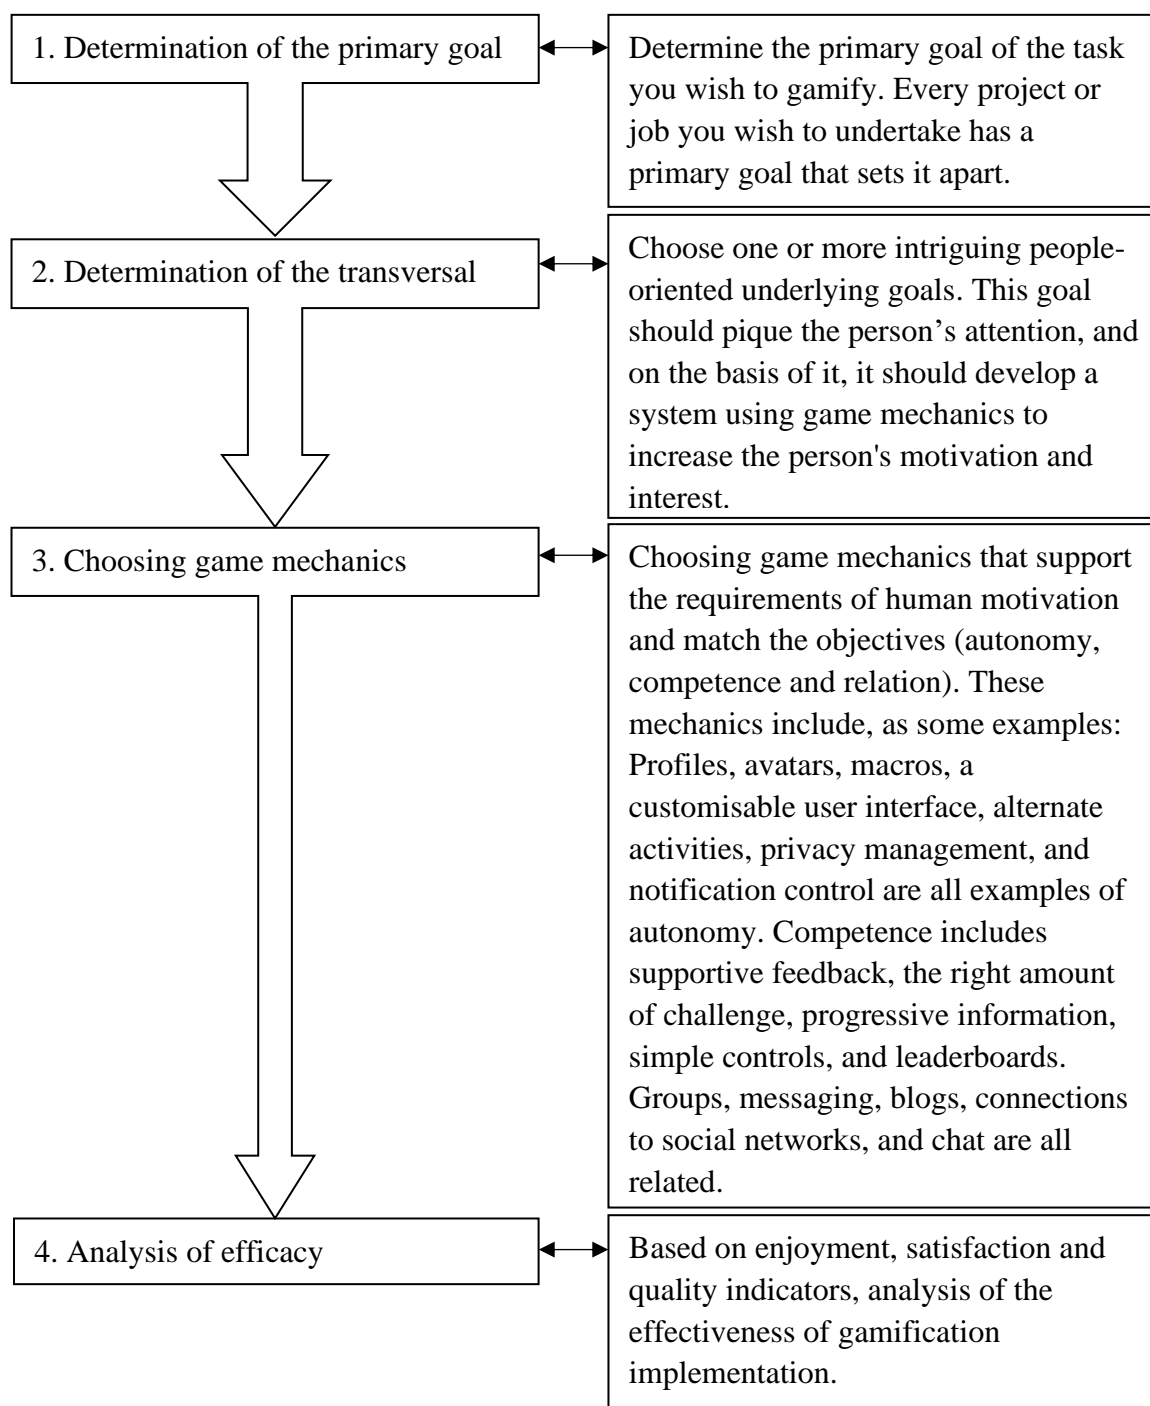 1. Determination of the primary goal
Determine the primary goal of the task
you wish to gamify. Every project or
job you wish to undertake has a
primary goal that sets it apart.
2. Determination of the transversal
Choose one or more intriguing people-
oriented underlying goals. This goal
should pique the person’s attention, and
on the basis of it, it should develop a
system using game mechanics to
increase the person's motivation and
interest.
3. Choosing game mechanics
Choosing game mechanics that support
the requirements of human motivation
and match the objectives (autonomy,
competence and relation). These
mechanics include, as some examples:
Profiles, avatars, macros, a
customisable user interface, alternate
activities, privacy management, and
notification control are all examples of
autonomy. Competence includes
supportive feedback, the right amount
of challenge, progressive information,
simple controls, and leaderboards.
Groups, messaging, blogs, connections
to social networks, and chat are all
related.
4. Analysis of efficacy
Based on enjoyment, satisfaction and
quality indicators, analysis of the
effectiveness of gamification
implementation.